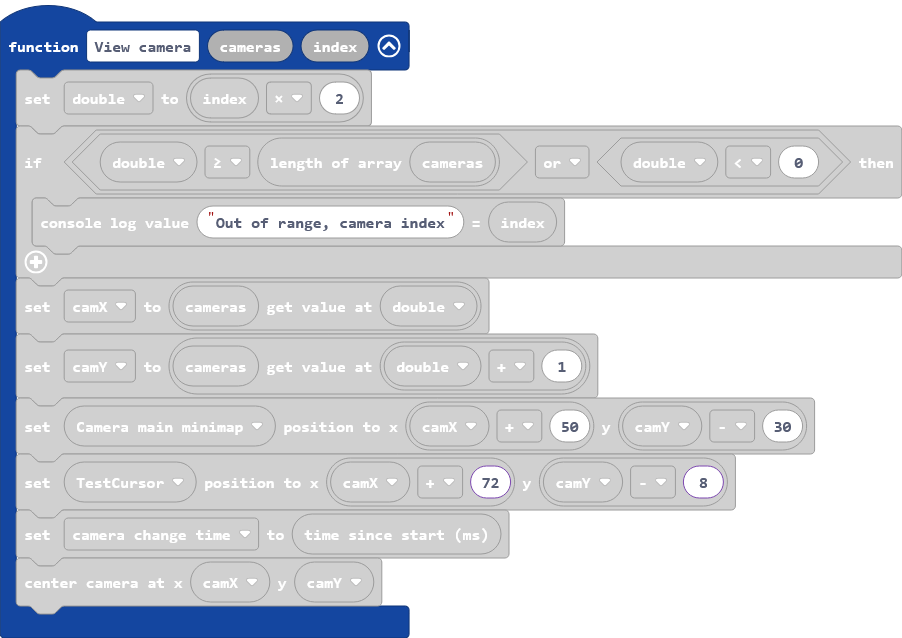 function View camera cameras index
set double to index × 2
if double ≥ length of array cameras or double < 0 then
console log value "Out of range, camera index" = index
set camX to cameras get value at double
set camY to cameras get value at double + 1
set Camera main minimap position to x camX + 50 y camY - 30
set TestCursor position to x camX + 72 y camY - 8
set camera change time to time since start (ms)
center camera at x camX y camY